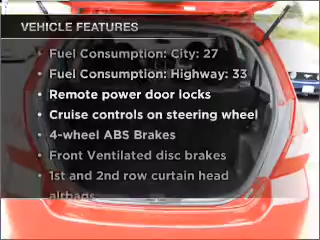 VEHICLE FEATURES
• Fuel Consumption: City: 27
• Fuel Consumption: Highway: 33
• Remote power door locks
• Cruise controls on steering wheel
• 4-wheel ABS Brakes
• Front Ventilated disc brakes
• 1st and 2nd row curtain head
airbags